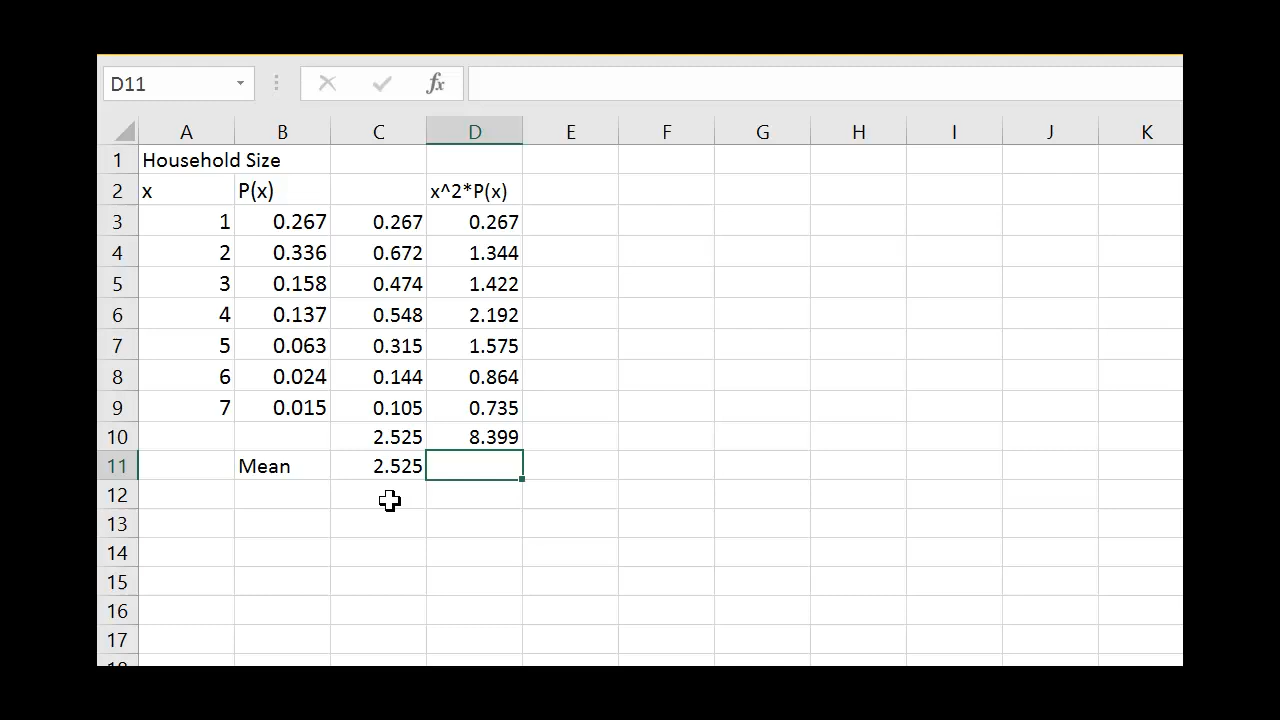 D11 fx
A B C D E F G H I J K
1 Household Size
2 x P(x) x^2*P(x)
3 1 0.267 0.267 0.267
4 2 0.336 0.672 1.344
5 3 0.158 0.474 1.422
6 4 0.137 0.548 2.192
7 5 0.063 0.315 1.575
8 6 0.024 0.144 0.864
9 7 0.015 0.105 0.735
10 2.525 8.399
11 Mean 2.525
12
13
14
15
16
17